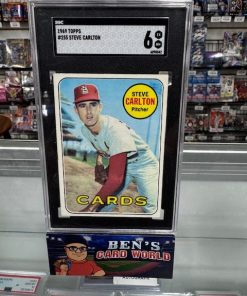 SGC
1969 TOPPS
#255 STEVE CARLTON
6
STEVE
CARLTON
Pitcher
CARDS
BEN'S
CARD WORLD